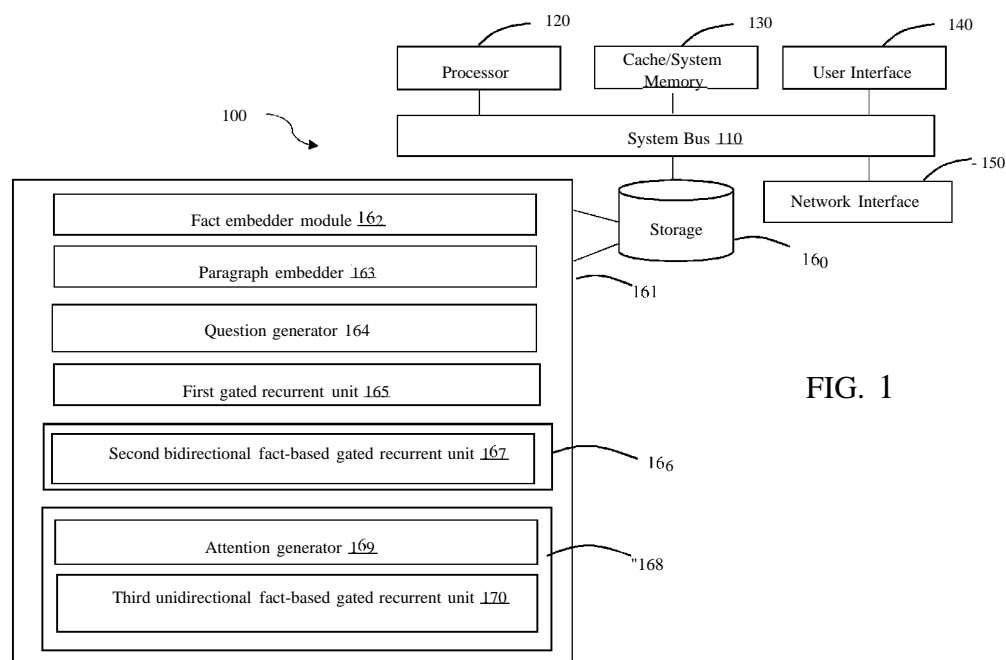 120
130
140
Processor
Cache/System
Memory
User Interface
100
System Bus 110
- 150
Network Interface
Storage
160
161
Fact embedder module 162
Paragraph embedder 163
Question generator 164
First gated recurrent unit 165
FIG. 1
Second bidirectional fact-based gated recurrent unit 167
166
Attention generator 169
"168
Third unidirectional fact-based gated recurrent unit 170